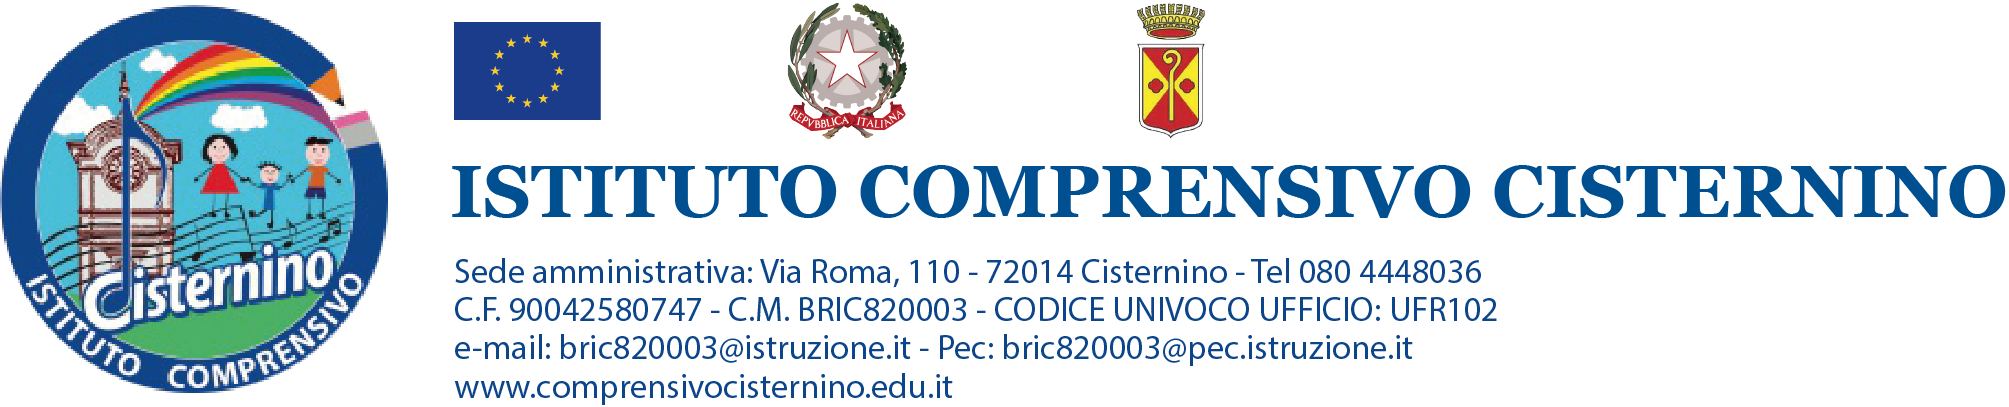 Cisternino
ISTITUTO COMPRENSIVO
REPVBBLICA ITALIANA
ISTITUTO COMPRENSIVO CISTERNINO
Sede amministrativa: Via Roma, 110 - 72014 Cisternino - Tel 080 4448036
C.F. 90042580747 - C.M. BRIC820003 - CODICE UNIVOCO UFFICIO: UFR102
e-mail: bric820003@istruzione.it - Pec: bric820003@pec.istruzione.it
www.comprensivocisternino.edu.it